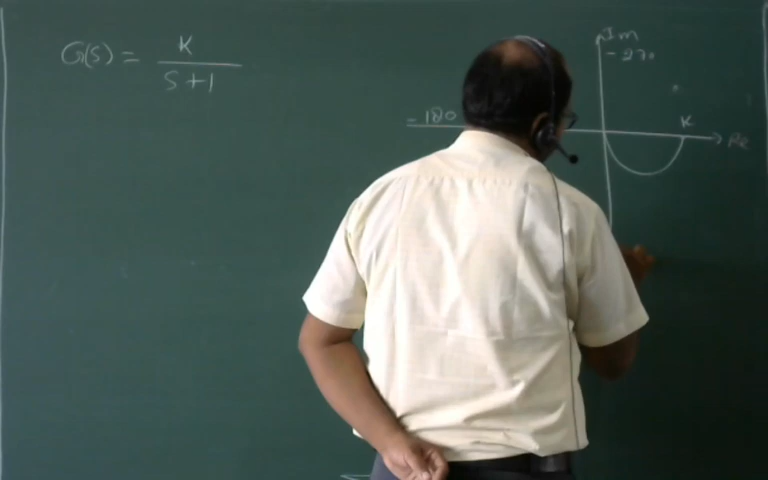 G(s) = K / s+1
Im
-270
-180
K
Re